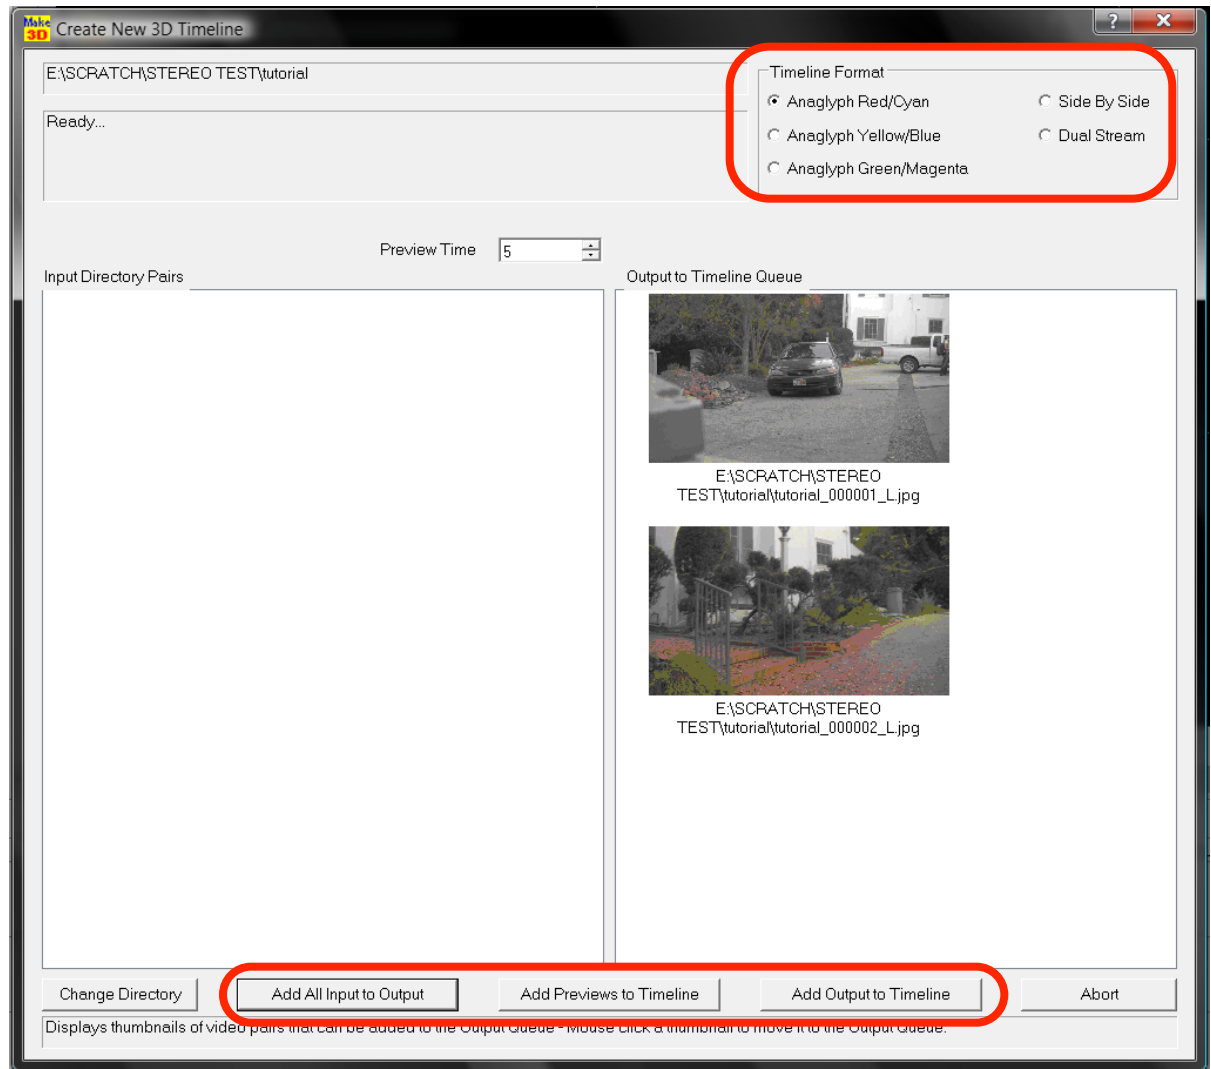 Make
3D
Create New 3D Timeline
?
X
E:\SCRATCH\STEREO TEST\tutorial
Ready...
Timeline Format
Anaglyph Red/Cyan
Side By Side
Anaglyph Yellow/Blue
Dual Stream
Anaglyph Green/Magenta
Preview Time
5
Input Directory Pairs
Output to Timeline Queue
E:\SCRATCH\STEREO
TEST\tutorial\tutorial_000001_L.jpg
E:\SCRATCH\STEREO
TEST\tutorial\tutorial_000002_L.jpg
Change Directory
Add All Input to Output
Add Previews to Timeline
Add Output to Timeline
Abort
Displays thumbnails of video pairs that can be added to the Output Queue - Mouse click a thumbnail to move it to the Output Queue.